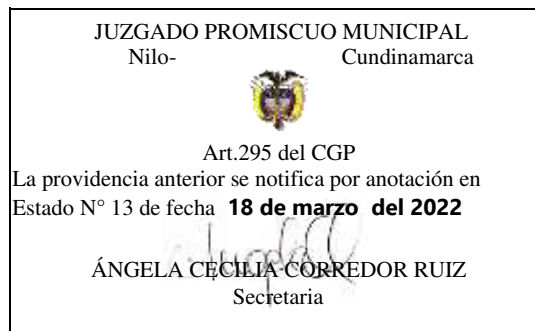 JUZGADO PROMISCUO MUNICIPAL
Nilo- Cundinamarca
Art.295 del CGP
La providencia anterior se notifica por anotación en
Estado N° 13 de fecha 18 de marzo del 2022
ÁNGELA CECILIA CORREDOR RUIZ
Secretaria